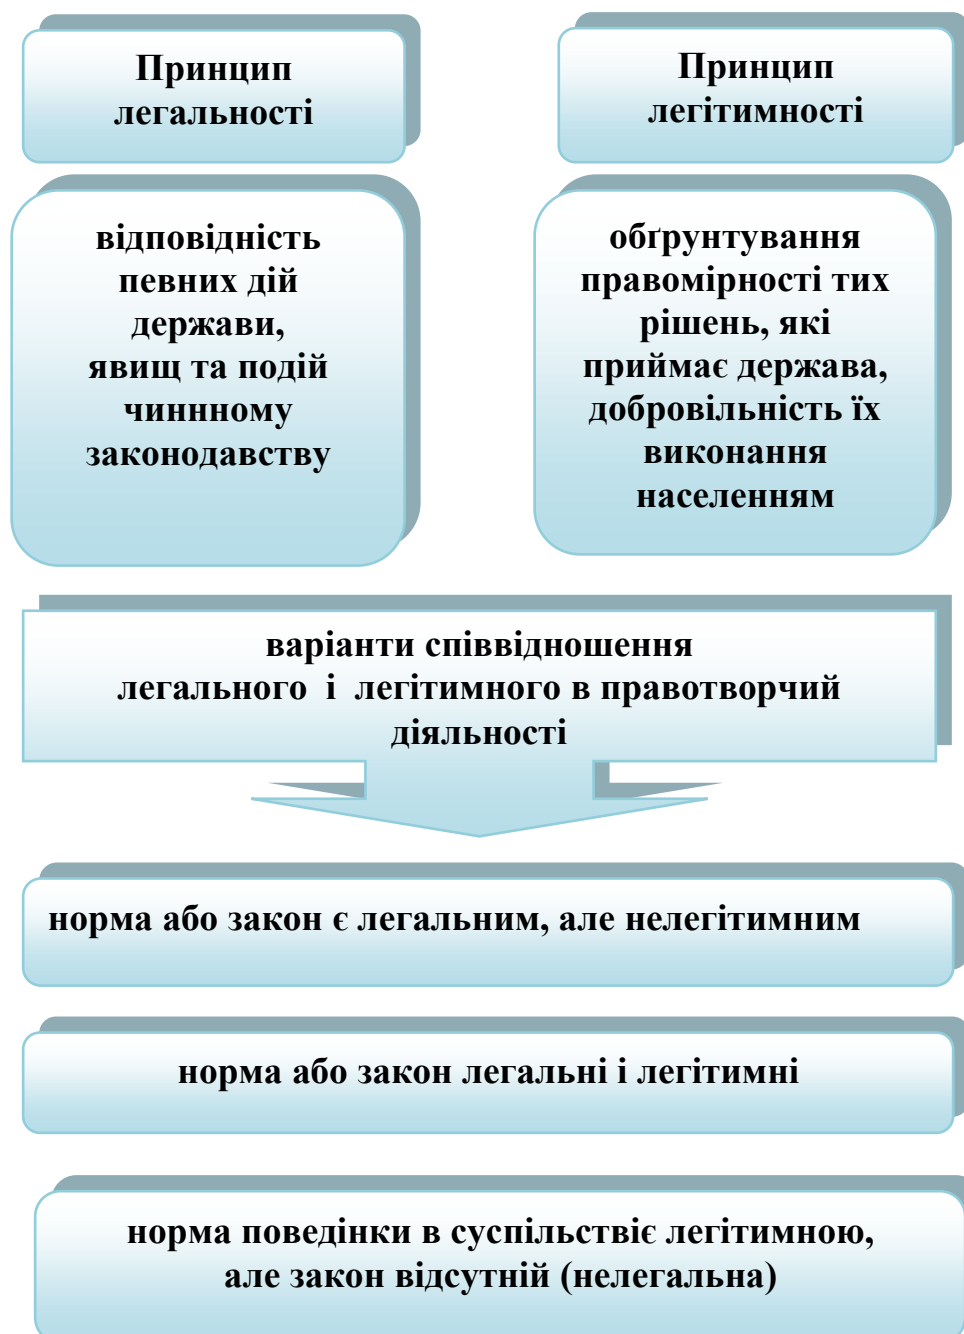 Принцип
легальності
Принцип
легітимності
відповідність
певних дій
держави,
явищ та подій
чиннному
законодавству
обґрунтування
правомірності тих
рішень, які
приймає держава,
добровільність їх
виконання
населенням
варіанти співвідношення
легального і легітимного в правотворчий
діяльності
норма або закон є легальним, але нелегітимним
норма або закон легальні і легітимні
норма поведінки в суспільствіє легітимною,
але закон відсутній (нелегальна)